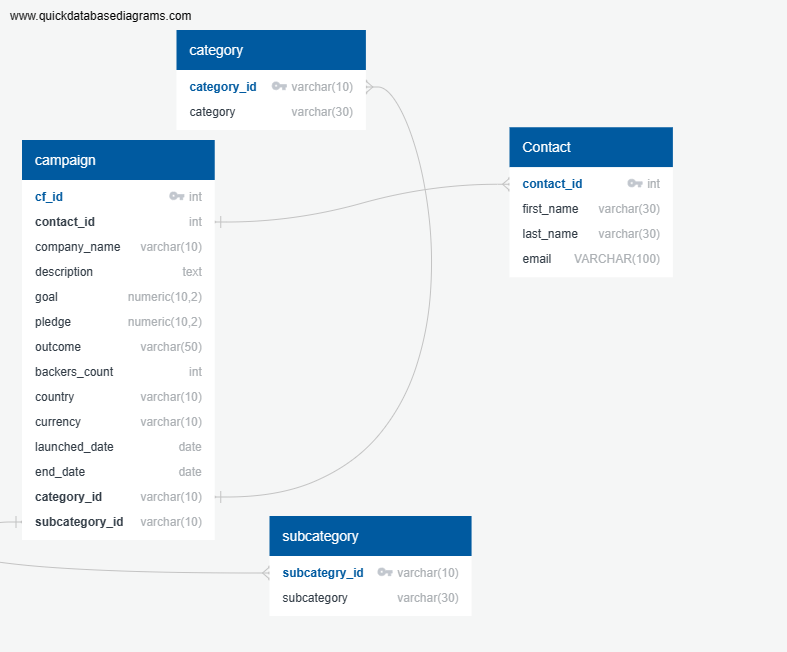 www.quickdatabasediagrams.com
category
category_id varchar(10)
category varchar(30)
campaign
cf_id int
contact_id int
company_name varchar(10)
description text
goal numeric(10,2)
pledge numeric(10,2)
outcome varchar(50)
backers_count int
country varchar(10)
currency varchar(10)
launched_date date
end_date date
category_id varchar(10)
subcategory_id varchar(10)
Contact
contact_id int
first_name varchar(30)
last_name varchar(30)
email VARCHAR(100)
subcategory
subcategry_id varchar(10)
subcategory varchar(30)